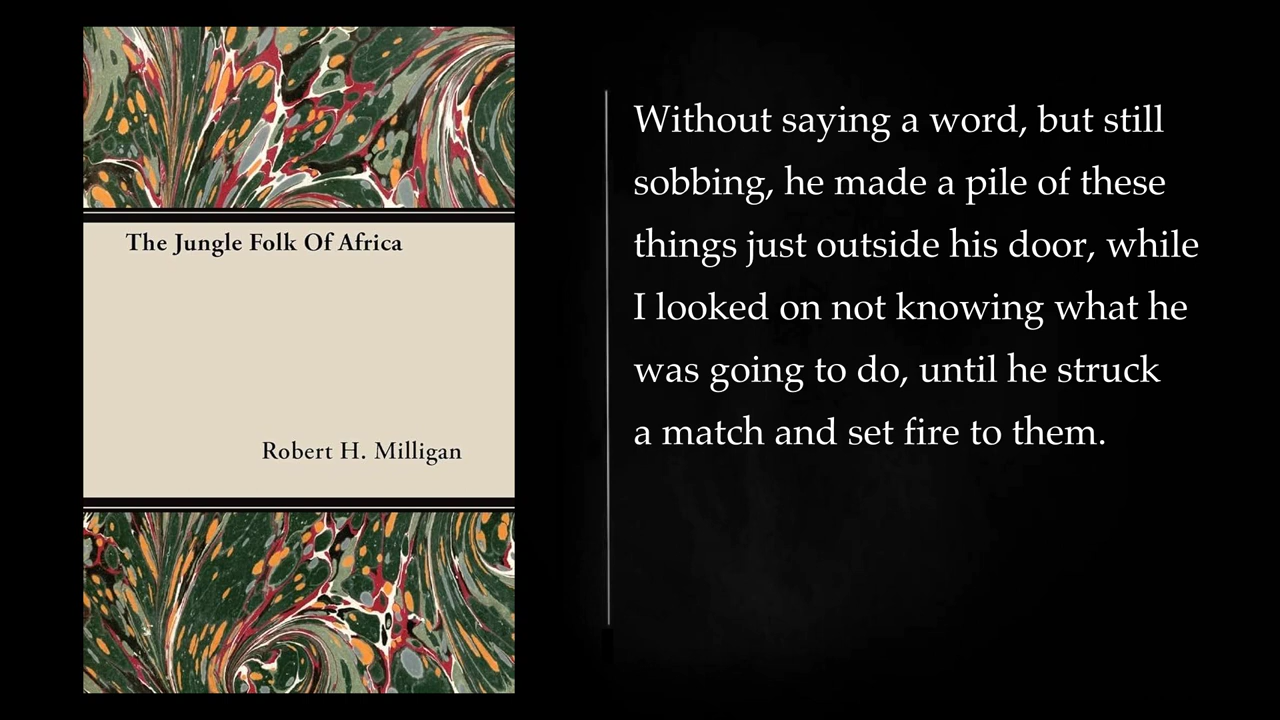 The Jungle Folk Of Africa
Robert H. Milligan
Without saying a word, but still
sobbing, he made a pile of these
things just outside his door, while
I looked on not knowing what he
was going to do, until he struck
a match and set fire to them.